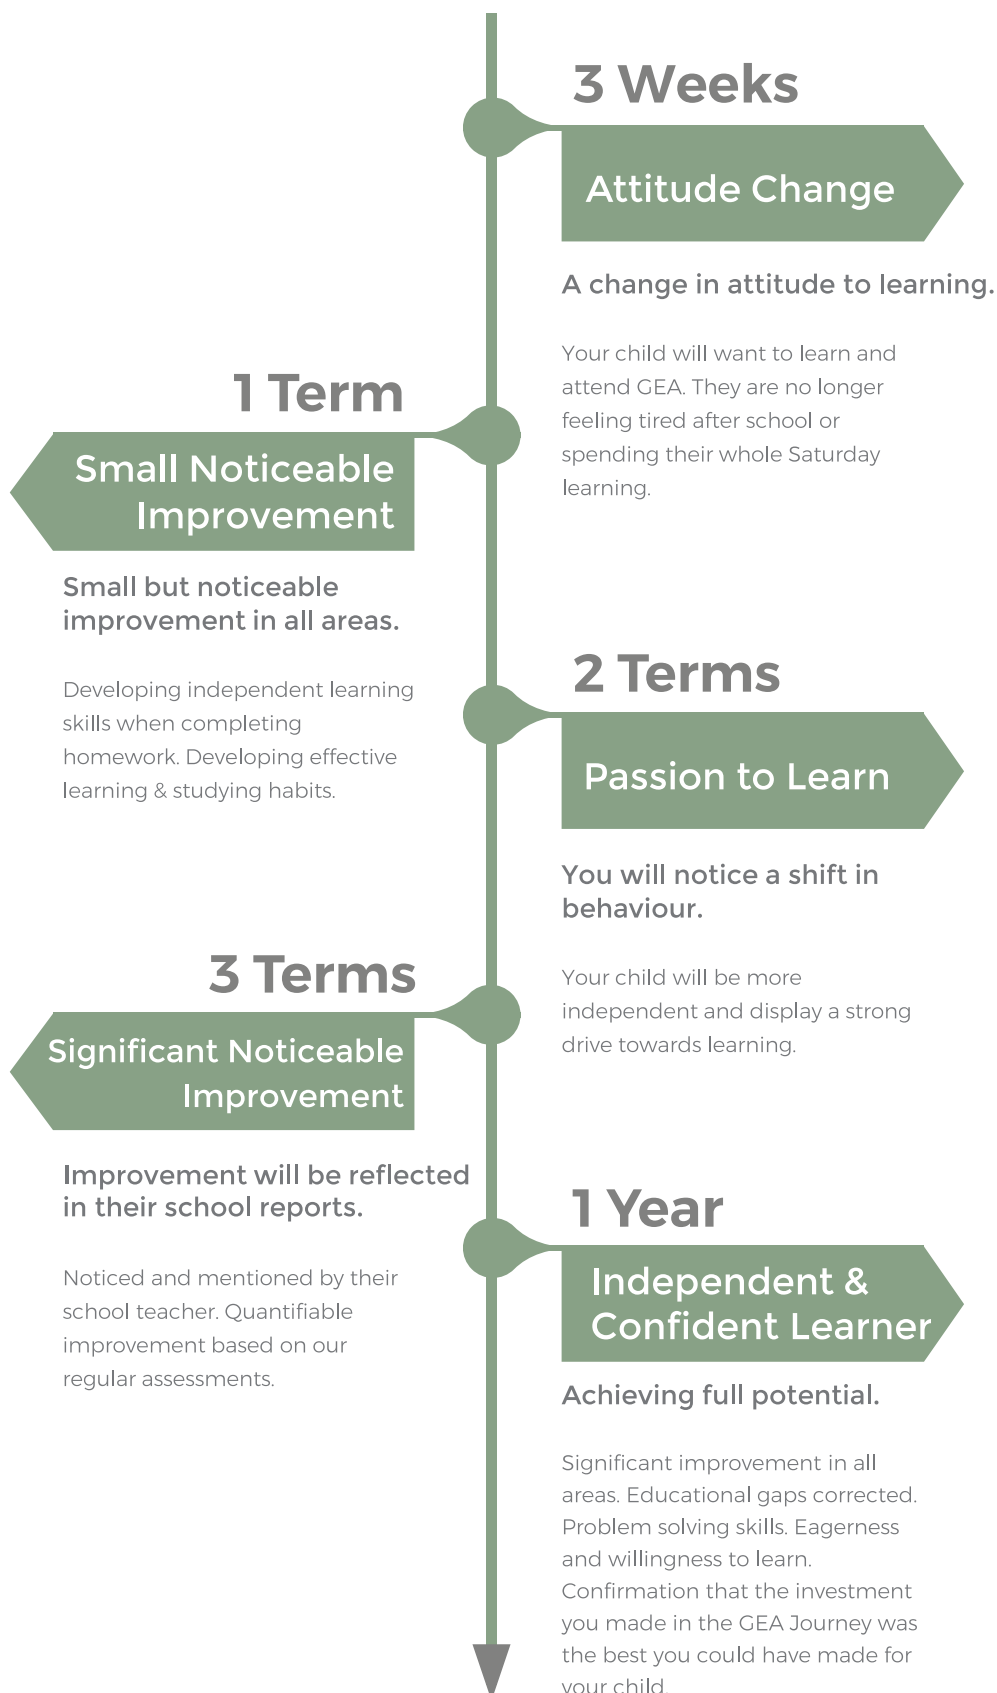 3 Weeks
Attitude Change
A change in attitude to learning.
Your child will want to learn and
attend GEA. They are no longer
feeling tired after school or
spending their whole Saturday
learning.
1 Term
Small Noticeable
Improvement
Small but noticeable
improvement in all areas.
Developing independent learning
skills when completing
homework. Developing effective
learning & studying habits.
2 Terms
Passion to Learn
You will notice a shift in
behaviour.
Your child will be more
independent and display a strong
drive towards learning.
3 Terms
Significant Noticeable
Improvement
Improvement will be reflected
in their school reports.
Noticed and mentioned by their
school teacher. Quantifiable
improvement based on our
regular assessments.
1 Year
Independent &
Confident Learner
Achieving full potential.
Significant improvement in all
areas. Educational gaps corrected.
Problem solving skills. Eagerness
and willingness to learn.
Confirmation that the investment
you made in the GEA Journey was
the best you could have made for
your child.